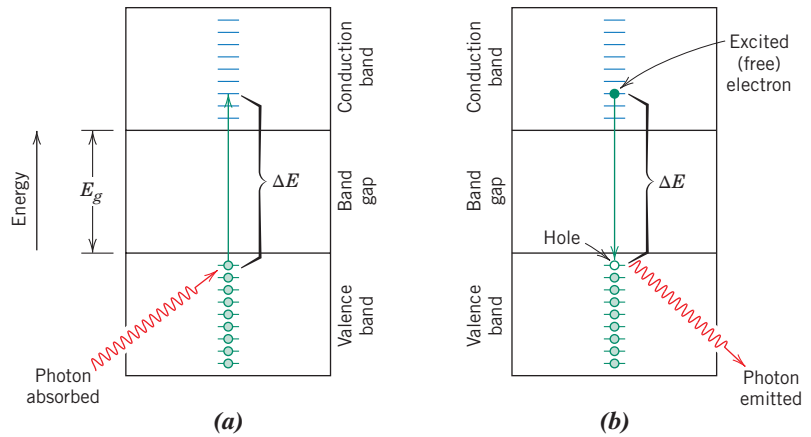 Energy
E_g
ΔE
Conduction
band
Band
gap
Valence
band
Photon
absorbed
(a)
Conduction
band
Band
gap
Valence
band
Excited
(free)
electron
ΔE
Hole
Photon
emitted
(b)